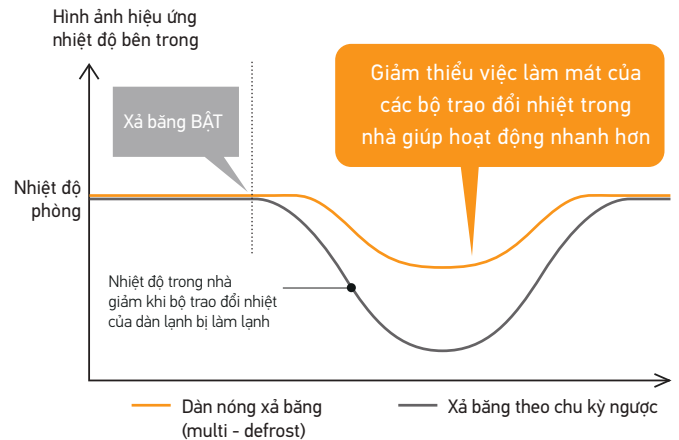 Hình ảnh hiệu ứng
nhiệt độ bên trong
Giảm thiểu việc làm mát của
các bộ trao đổi nhiệt trong
nhà giúp hoạt động nhanh hơn
Xả băng BẬT
Nhiệt độ
phòng
Nhiệt độ trong nhà
giảm khi bộ trao đổi nhiệt
của dàn lạnh bị làm lạnh
Dàn nóng xả băng
(multi - defrost)
Xả băng theo chu kỳ ngược